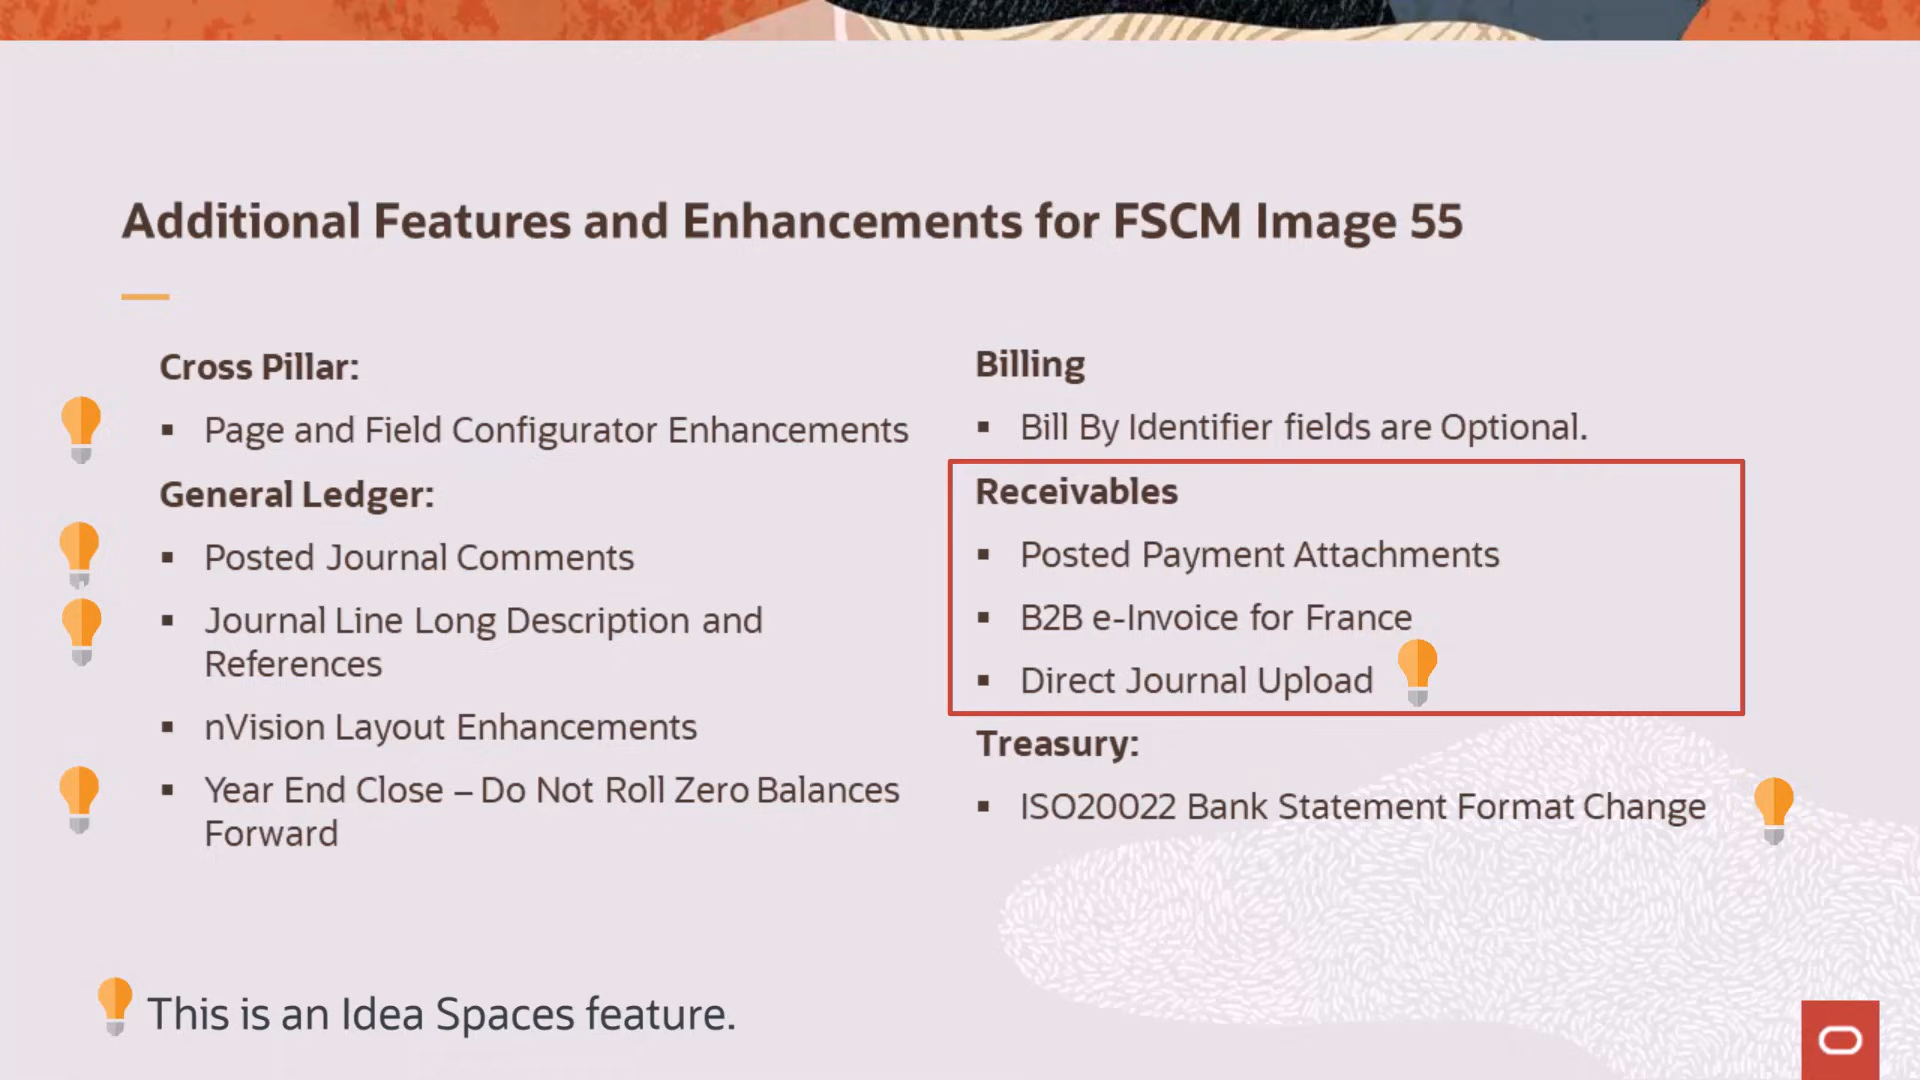 Additional Features and Enhancements for FSCM Image 55
Cross Pillar:
▪ Page and Field Configurator Enhancements
General Ledger:
▪ Posted Journal Comments
▪ Journal Line Long Description and
References
▪ nVision Layout Enhancements
▪ Year End Close – Do Not Roll Zero Balances
Forward
Billing
▪ Bill By Identifier fields are Optional.
Receivables
▪ Posted Payment Attachments
▪ B2B e-Invoice for France
▪ Direct Journal Upload
Treasury:
▪ ISO20022 Bank Statement Format Change
This is an Idea Spaces feature.